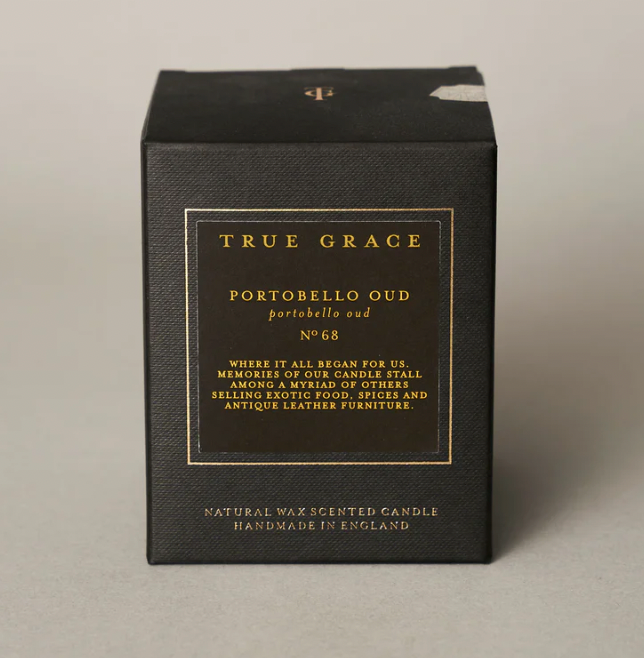 TRUE GRACE
PORTOBELLO OUD
portobello oud
Nº 68
WHERE IT ALL BEGAN FOR US.
MEMORIES OF OUR CANDLE STALL
AMONG A MYRIAD OF OTHERS
SELLING EXOTIC FOOD, SPICES AND
ANTIQUE LEATHER FURNITURE.
NATURAL WAX SCENTED CANDLE
HANDMADE IN ENGLAND